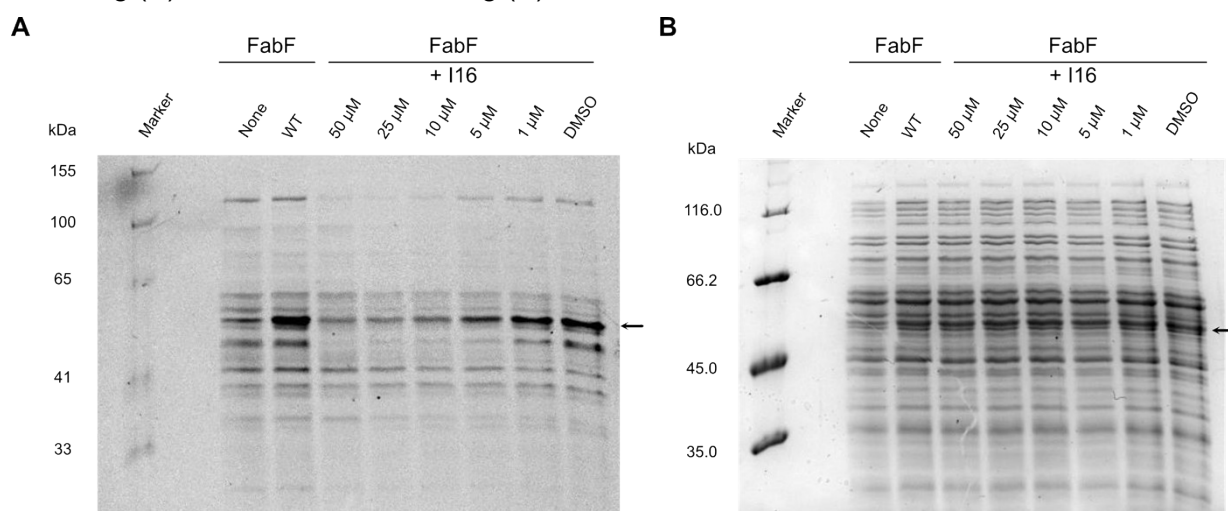 A
FabF FabF
+ I16
Marker None WT 50 µM 25 µM 10 µM 5 µM 1 µM DMSO
kDa
155
100
65
41
33
B
FabF FabF
+ I16
Marker None WT 50 µM 25 µM 10 µM 5 µM 1 µM DMSO
kDa
116.0
66.2
45.0
35.0